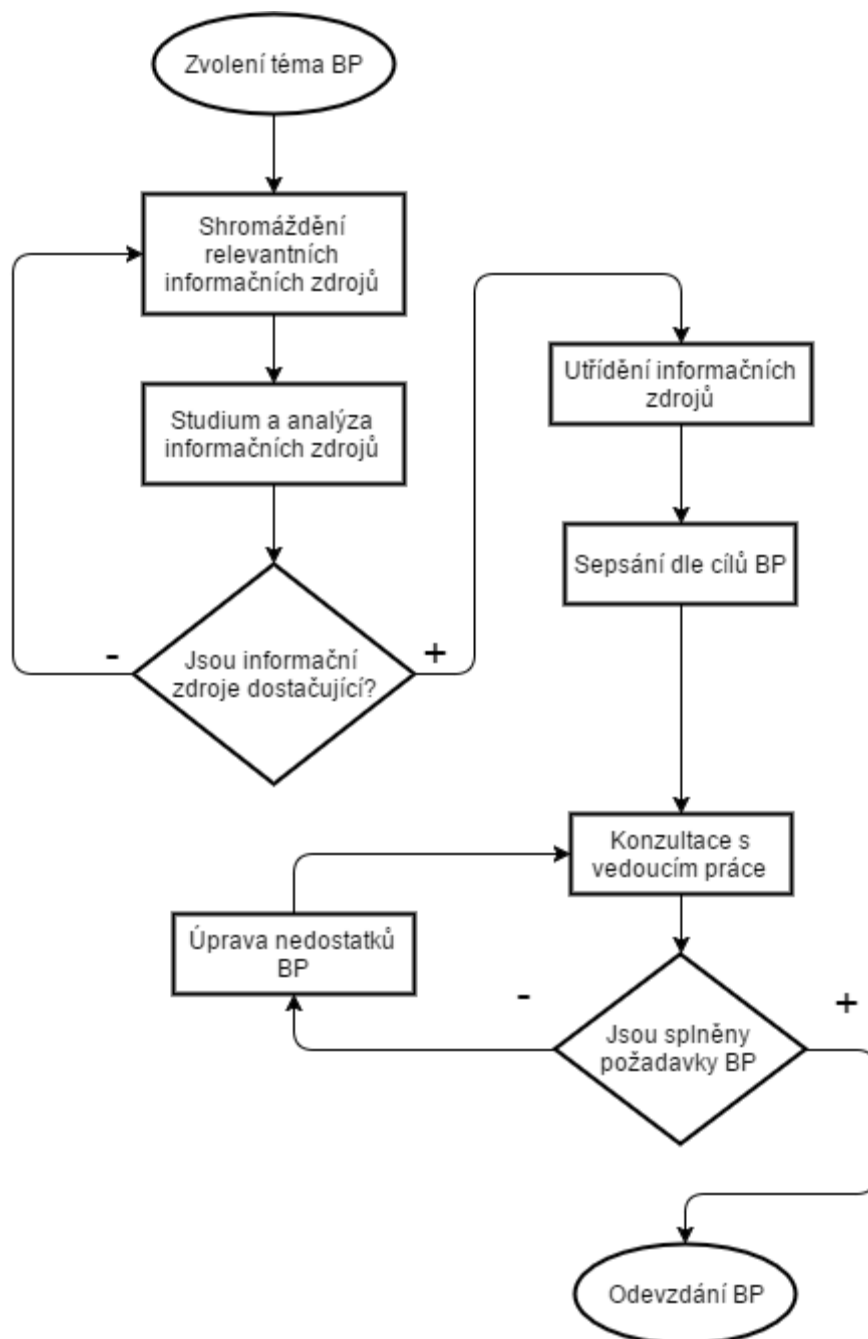 Zvolení téma BP
Shromáždění
relevantních
informačních zdrojů
Studium a analýza
informačních zdrojů
-
Jsou informační
zdroje dostačující?
+
Utřídění informačních
zdrojů
Sepsání dle cílů BP
Konzultace s
vedoucím práce
Úprava nedostatků
BP
-
Jsou splněny
požadavky BP
+
Odevzdání BP